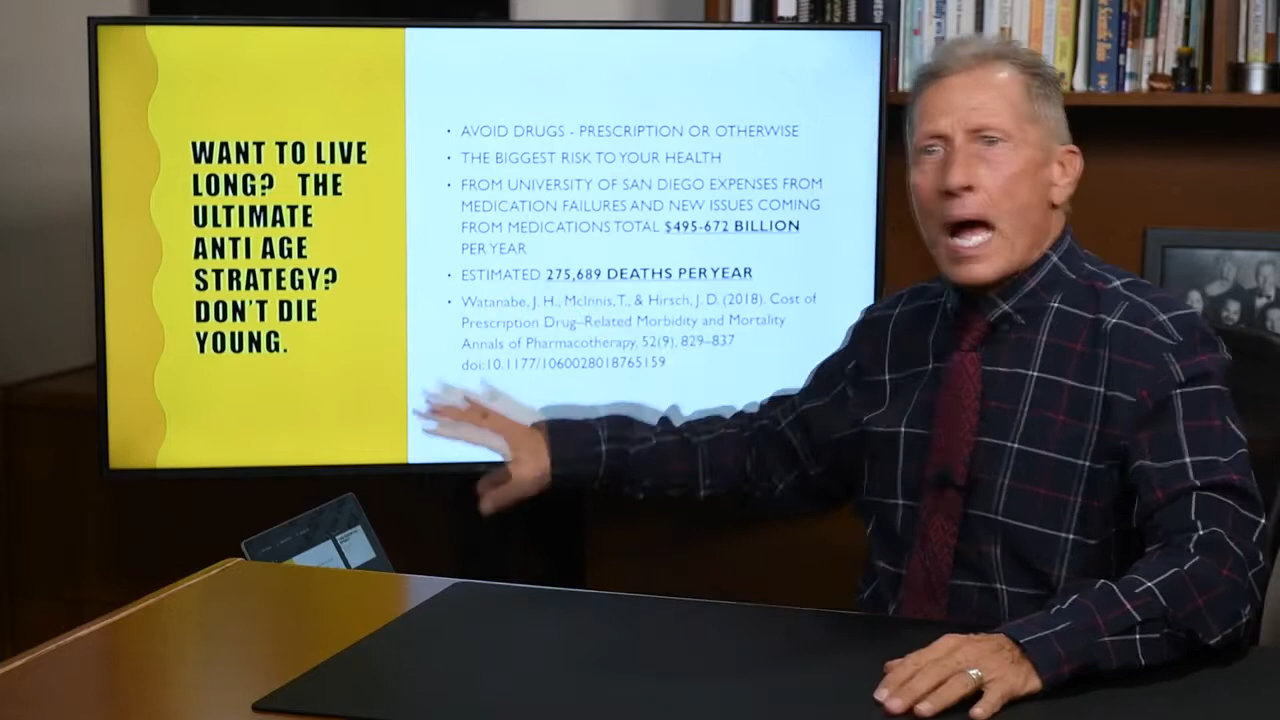 WANT TO LIVE
LONG? THE
ULTIMATE
ANTI AGE
STRATEGY?
DON'T DIE
YOUNG.
• AVOID DRUGS - PRESCRIPTION OR OTHERWISE
• THE BIGGEST RISK TO YOUR HEALTH
• FROM UNIVERSITY OF SAN DIEGO EXPENSES FROM
MEDICATION FAILURES AND NEW ISSUES COMING
FROM MEDICATIONS TOTAL $495-672 BILLION
PER YEAR
• ESTIMATED 275,689 DEATHS PER YEAR
• Watanabe, J. H., McInnis, T., & Hirsch, J. D. (2018). Cost of
Prescription Drug–Related Morbidity and Mortality
Annals of Pharmacotherapy, 52(9), 829–837
doi:10.1177/1060028018765159